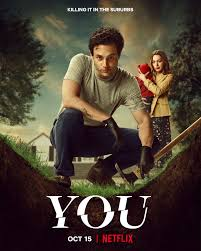 KILLING IT IN THE SUBURBS
YOU
OCT 15 | NETFLIX